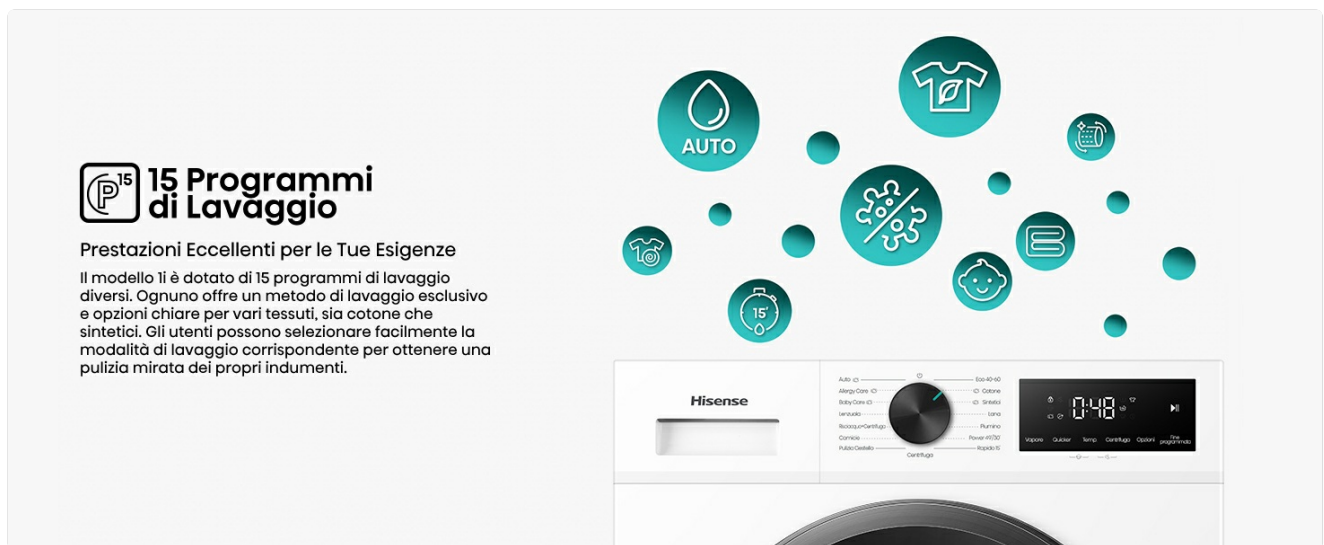 AUTO
15 Programmi
di Lavaggio
P 15
Prestazioni Eccellenti per le Tue Esigenze
Il modello 1i è dotato di 15 programmi di lavaggio
diversi. Ognuno offre un metodo di lavaggio esclusivo
e opzioni chiare per vari tessuti, sia cotone che
sintetici. Gli utenti possono selezionare facilmente la
modalità di lavaggio corrispondente per ottenere una
pulizia mirata dei propri indumenti.
15'
Hisense
Auto
Allergy Care
Baby Care
Lenzuola
Risciacquo+Centrifuga
Camicie
Pulizia Cestello
Centrifuga
Eco 40-60
Cotone
Sintetici
Lana
Piumino
Power 49'/30'
Rapido 15'
0:48
Vapore Quicker Temp. Centrifuga Opzioni Fine
programmata